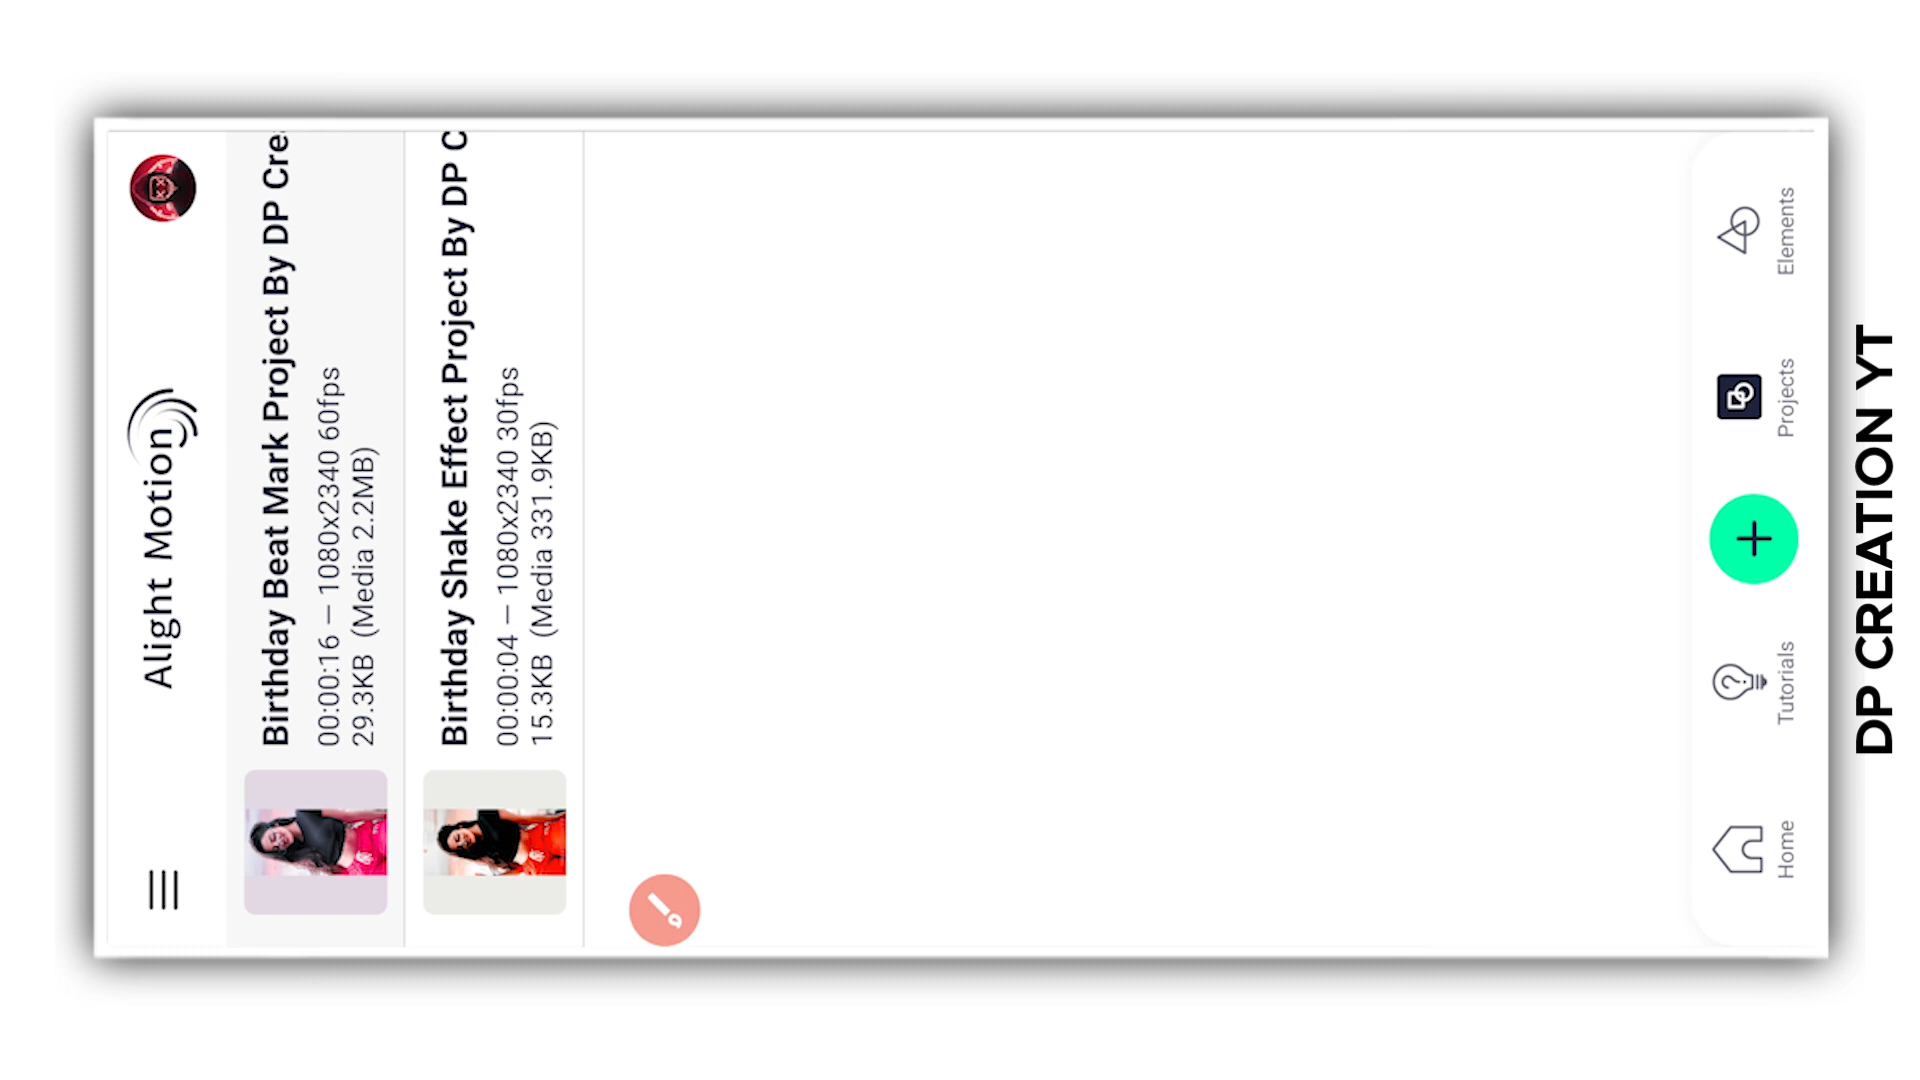 Alight Motion
Birthday Beat Mark Project By DP Cre
00:00:16 — 1080x2340 60fps
29.3KB (Media 2.2MB)
Birthday Shake Effect Project By DP C
00:00:04 — 1080x2340 30fps
15.3KB (Media 331.9KB)
Home
Tutorials
Projects
Elements
DP CREATION YT